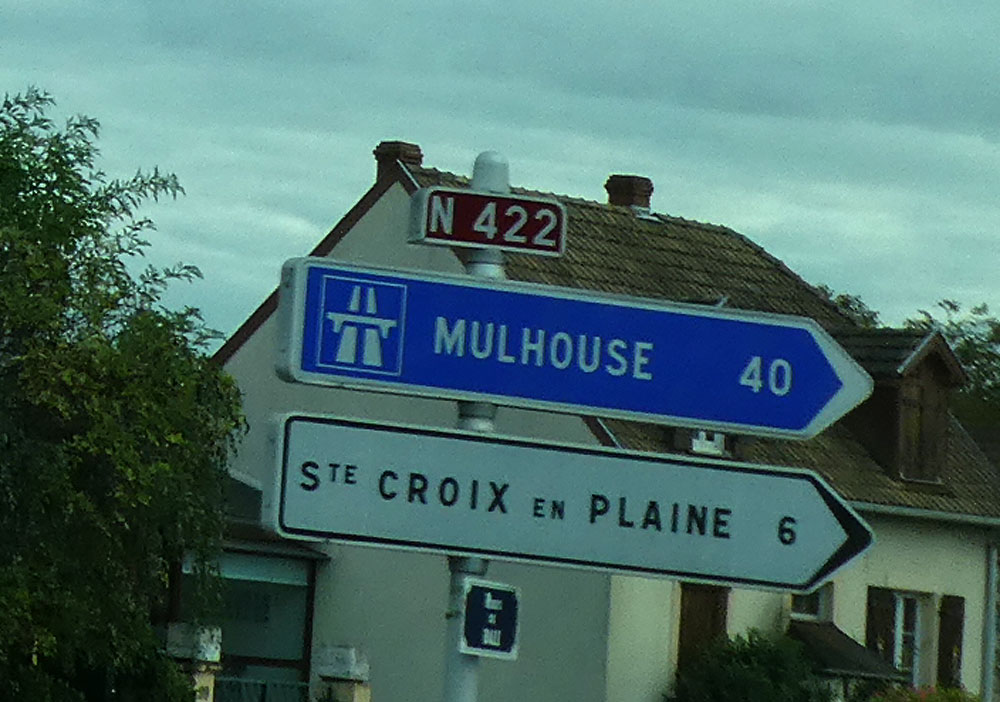 N 422
MULHOUSE 40
STE CROIX EN PLAINE 6